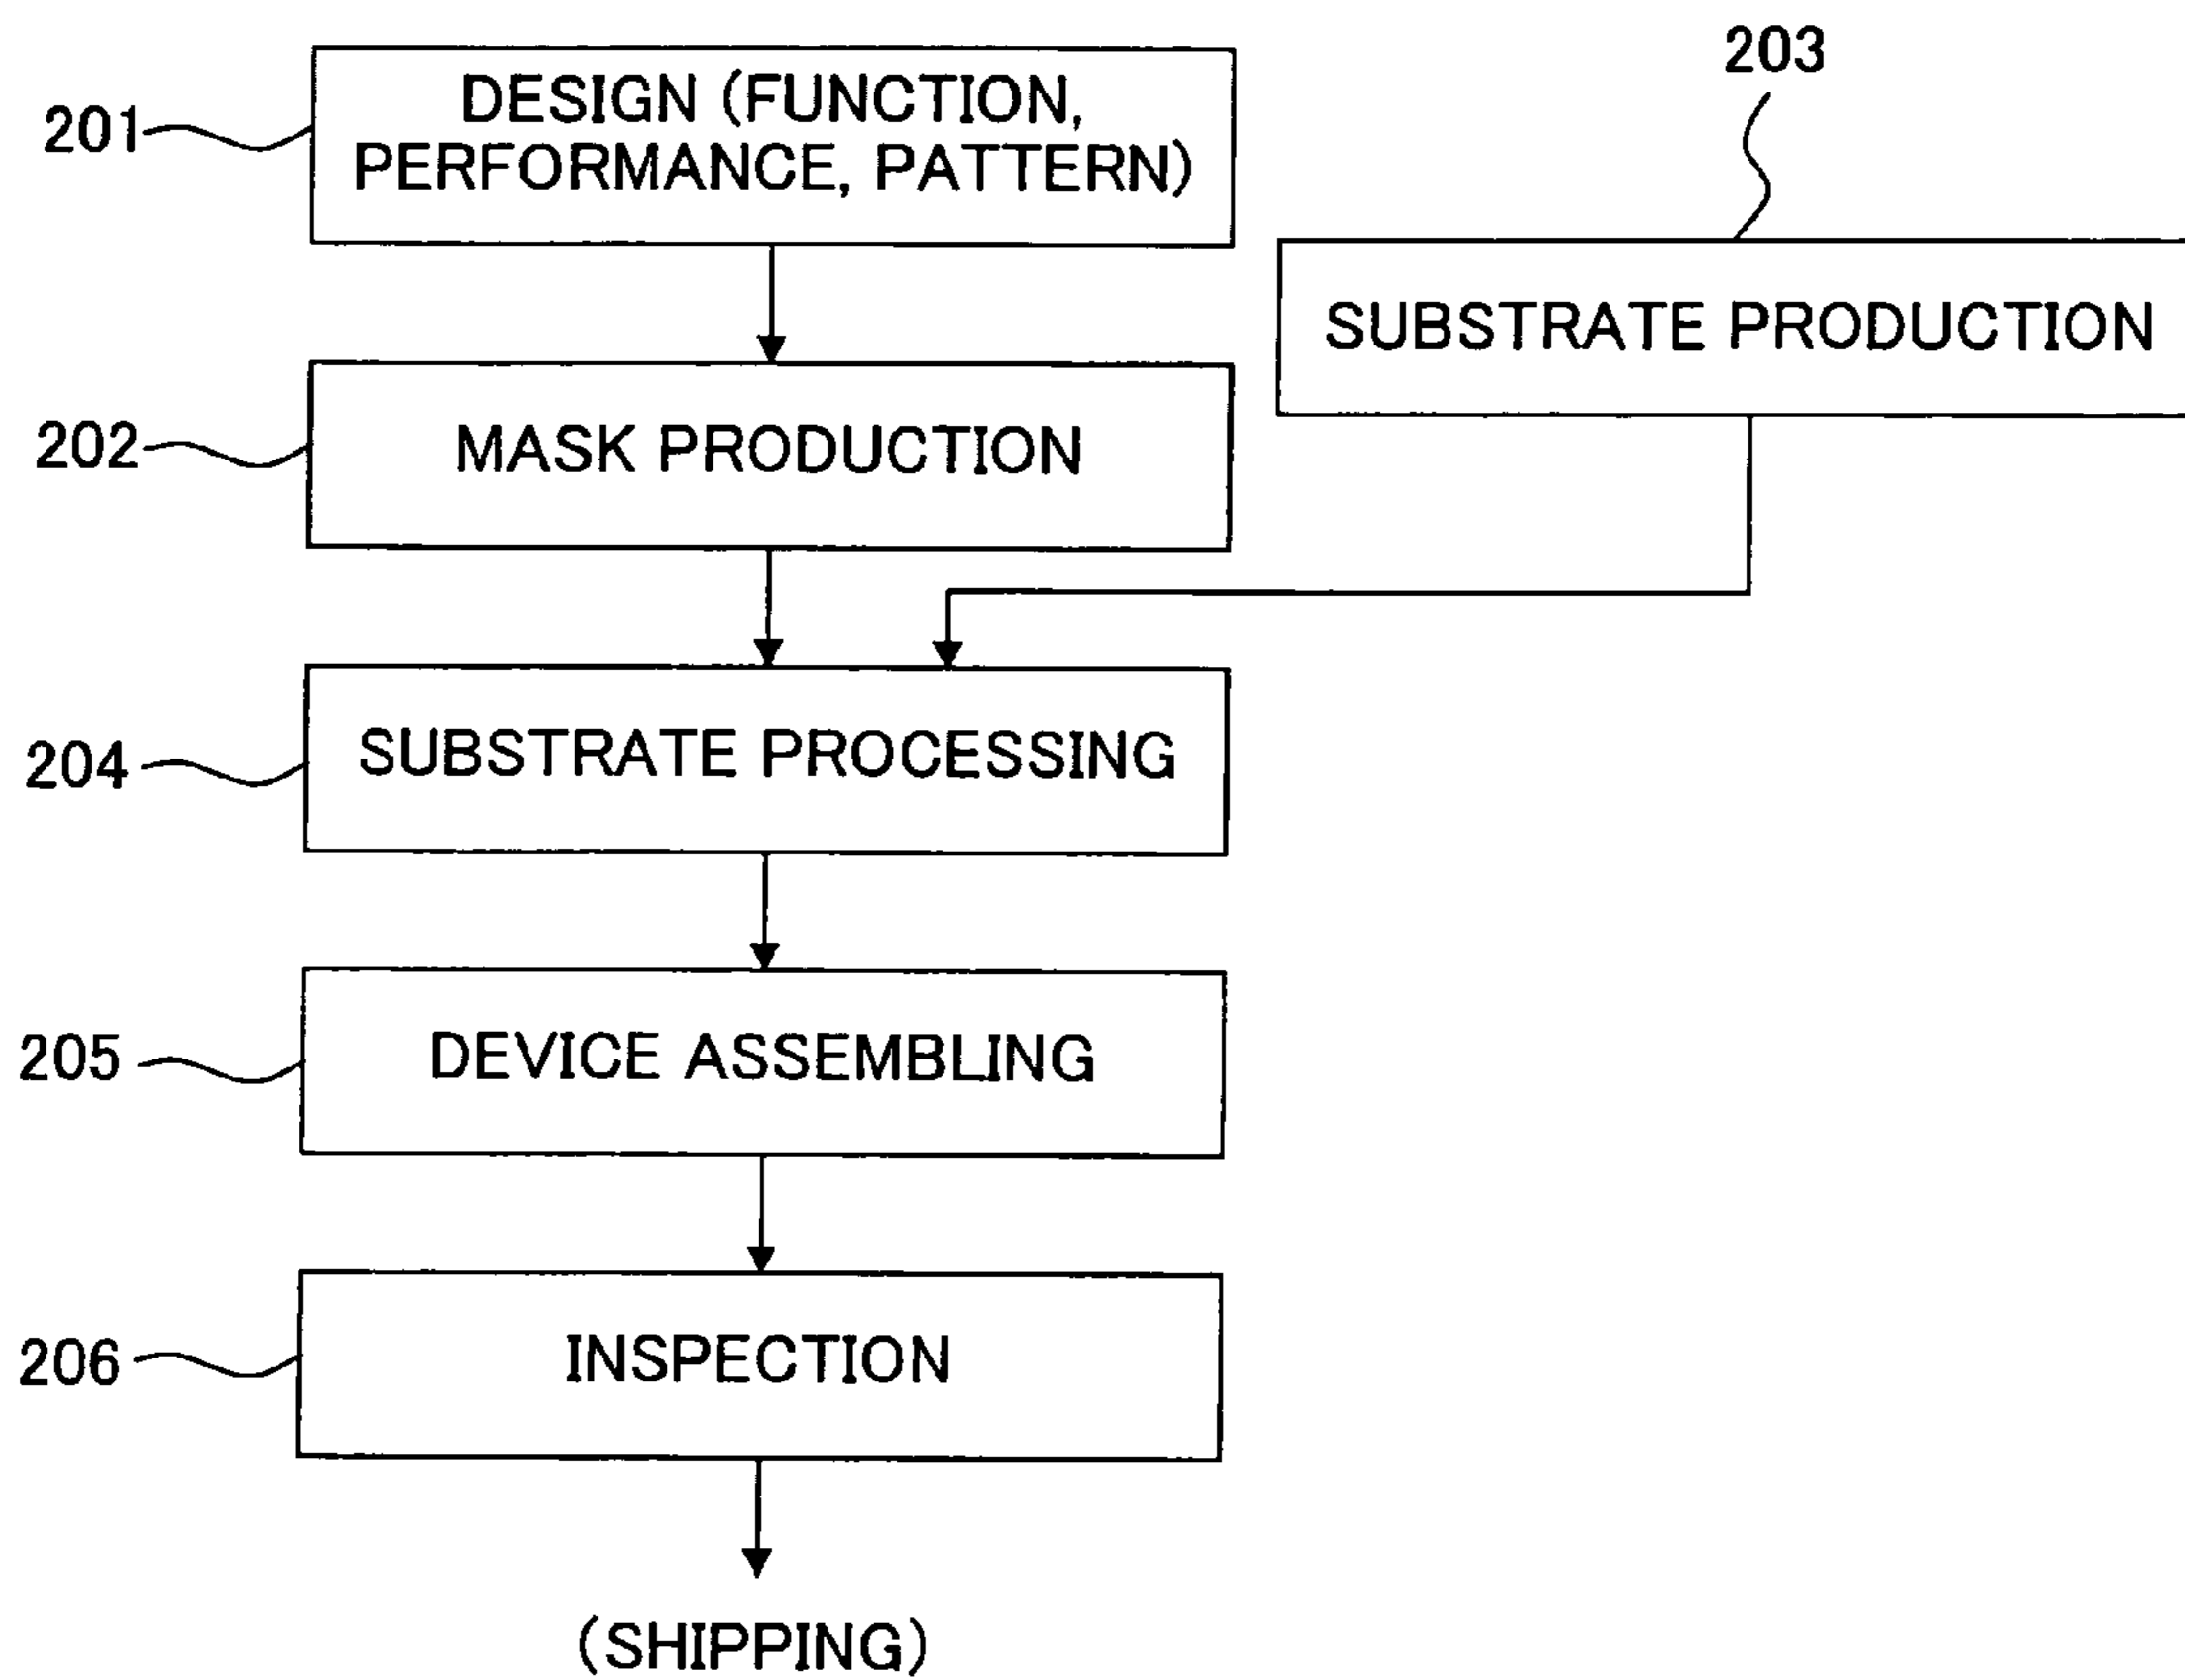 203
201
DESIGN (FUNCTION,
PERFORMANCE, PATTERN)
SUBSTRATE PRODUCTION
202
MASK PRODUCTION
204
SUBSTRATE PROCESSING
205
DEVICE ASSEMBLING
206
INSPECTION
(SHIPPING)